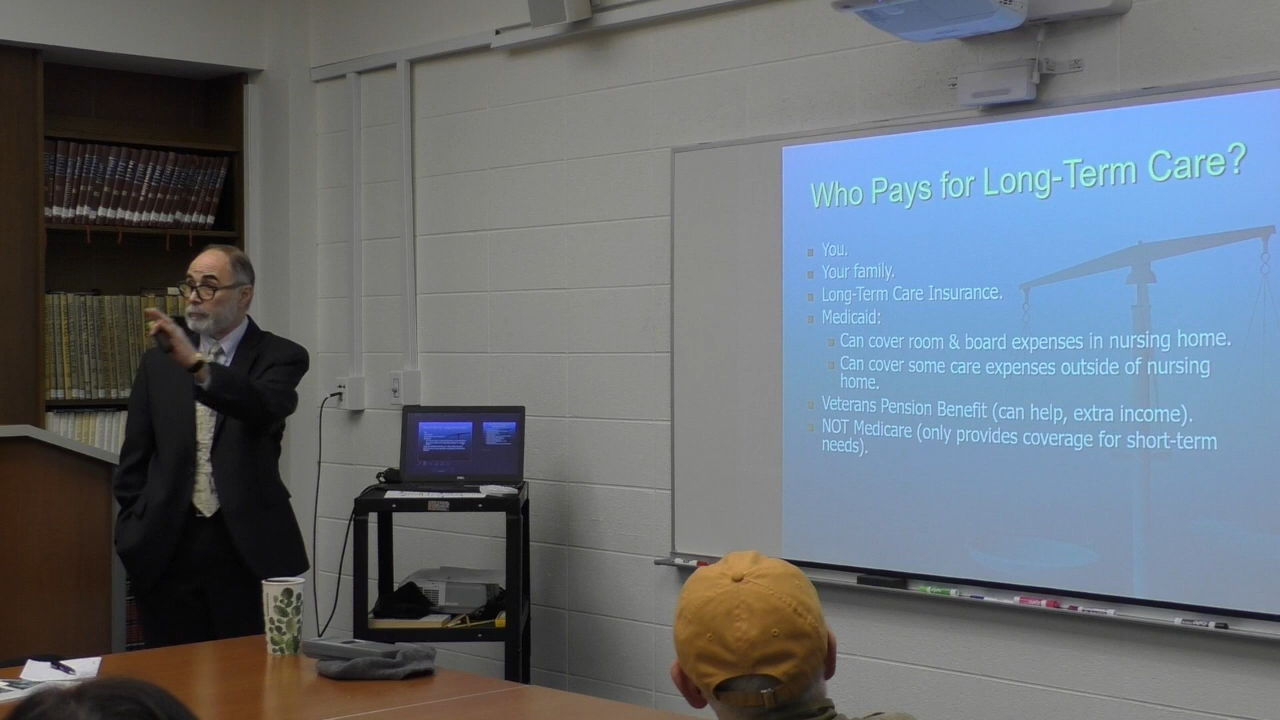 Who Pays for Long-Term Care?
You.
Your family.
Long-Term Care Insurance.
Medicaid:
Can cover room & board expenses in nursing home.
Can cover some care expenses outside of nursing
home.
Veterans Pension Benefit (can help, extra income).
NOT Medicare (only provides coverage for short-term
needs).